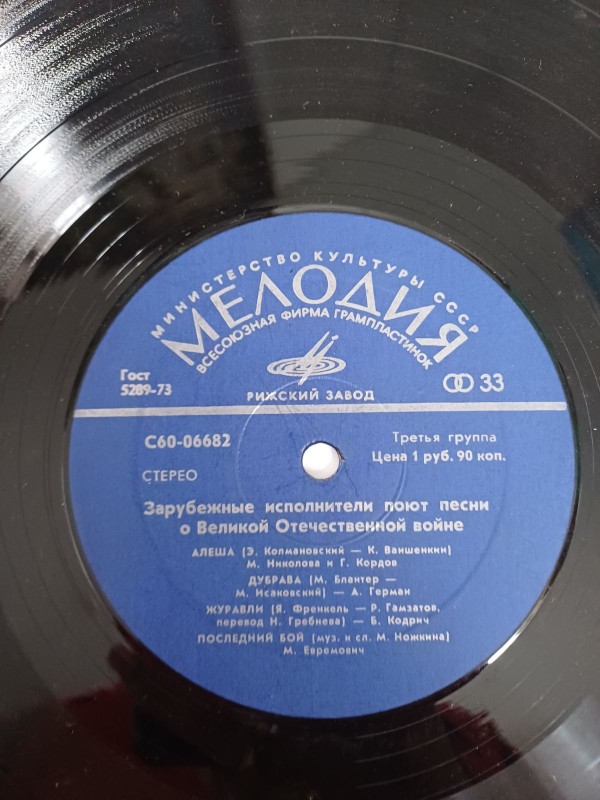 МИНИСТЕРСТВО КУЛЬТУРЫ СССР
МЕЛОДИЯ
ВСЕСОЮЗНАЯ ФИРМА ГРАМПЛАСТИНОК
Гост
5289-73
33
РИЖСКИЙ ЗАВОД
С60-06682
Третья группа
Цена 1 руб. 90 коп.
СТЕРЕО
Зарубежные исполнители поют песни
о Великой Отечественной войне
АЛЕША (Э. Колмановский — К. Ваншенкин)
М. Николова и Г. Кордов
ДУБРАВА (М. Блантер —
М. Исаковский) — А. Герман
ЖУРАВЛИ (Я. Френкель — Р. Гамзатов,
перевод Н. Гребнева) — Б. Кодрич
ПОСЛЕДНИЙ БОЙ (муз. и сл. М. Ножкина)
М. Евремович